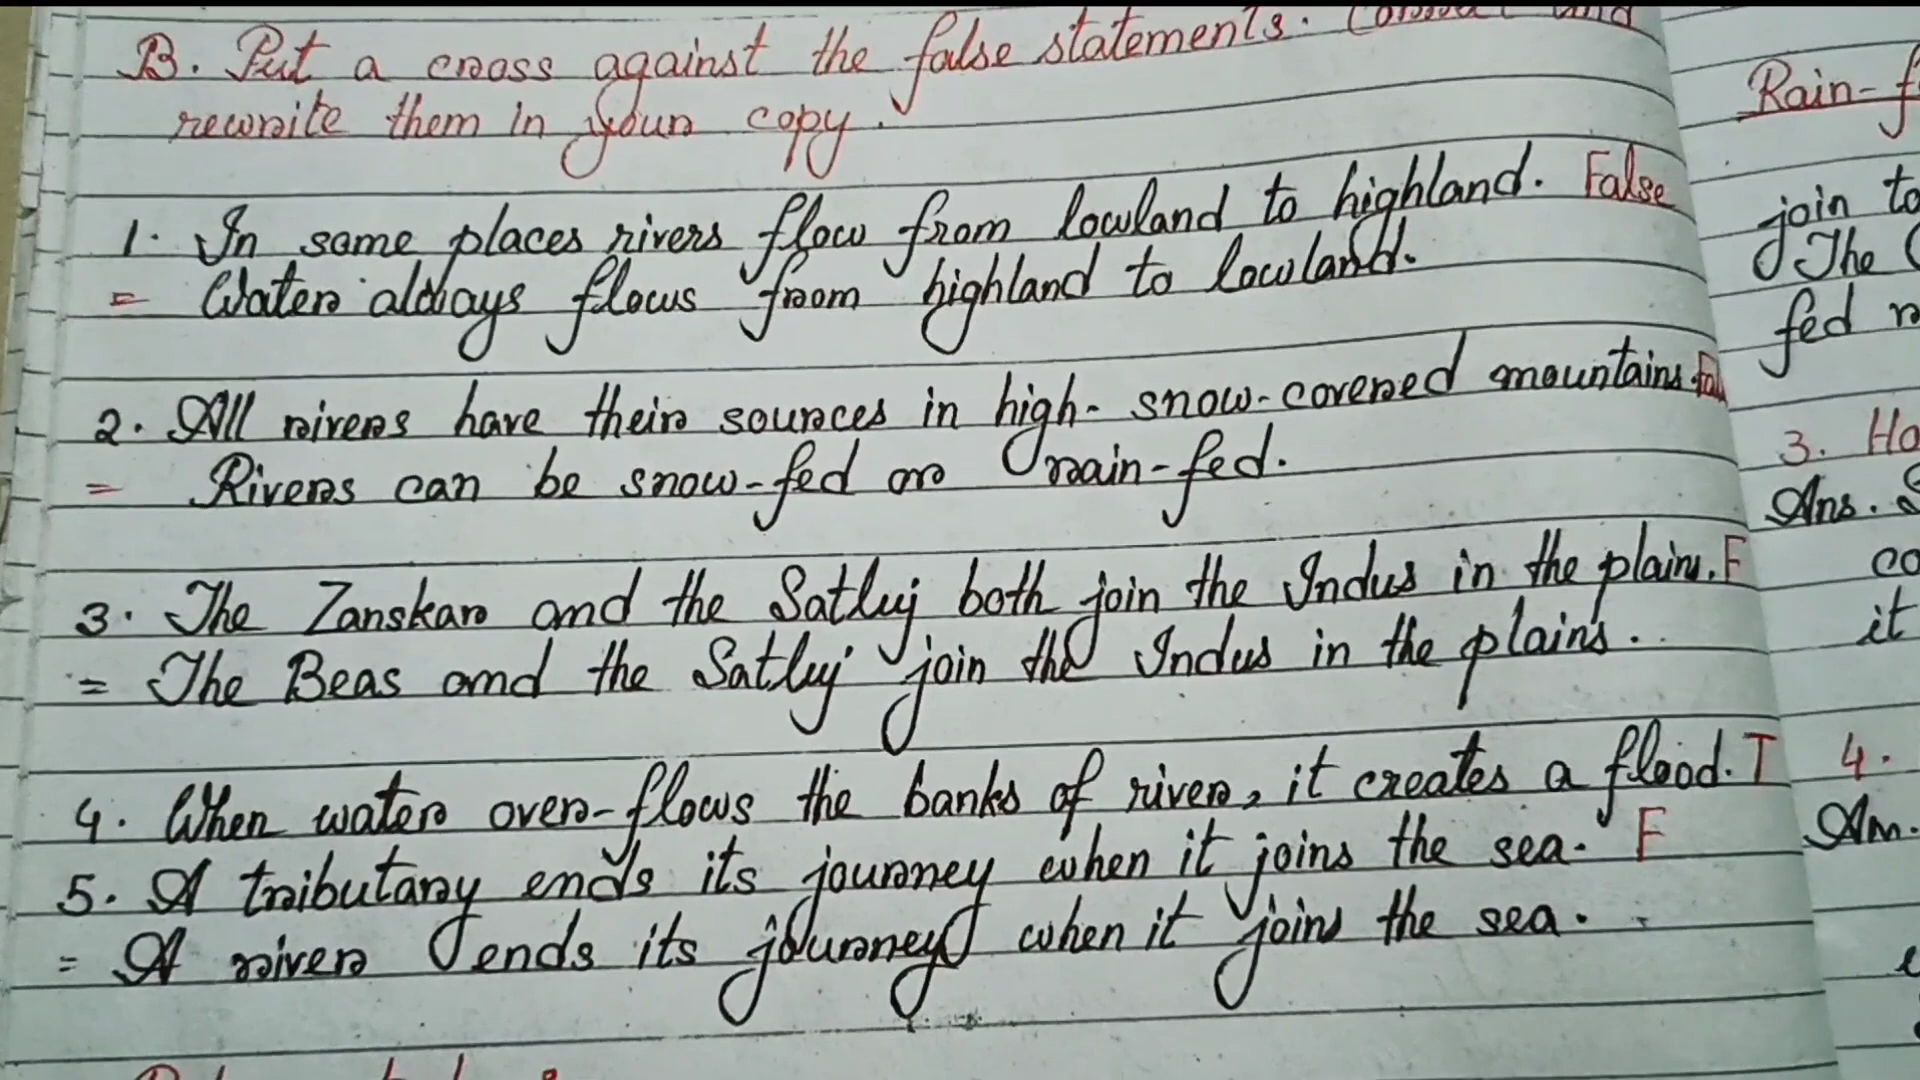 B. Put a cross against the false statements. Correct and
rewrite them in your copy.
1. In some places rivers flow from lowland to highland. False
= Water always flows from highland to lowland.
2. All rivers have their sources in high-snow-covered mountains.
= Rivers can be snow-fed or rain-fed.
3. The Zanskar and the Satluj both join the Indus in the plains. F
= The Beas and the Satluj join the Indus in the plains.
4. When water over-flows the banks of river, it creates a flood. T
5. A tributary ends its journey when it joins the sea. F
= A river ends its journey when it joins the sea.
Rain-f
join to
The
fed
3. Ho
Ans. S
co
it
4.
Ans.